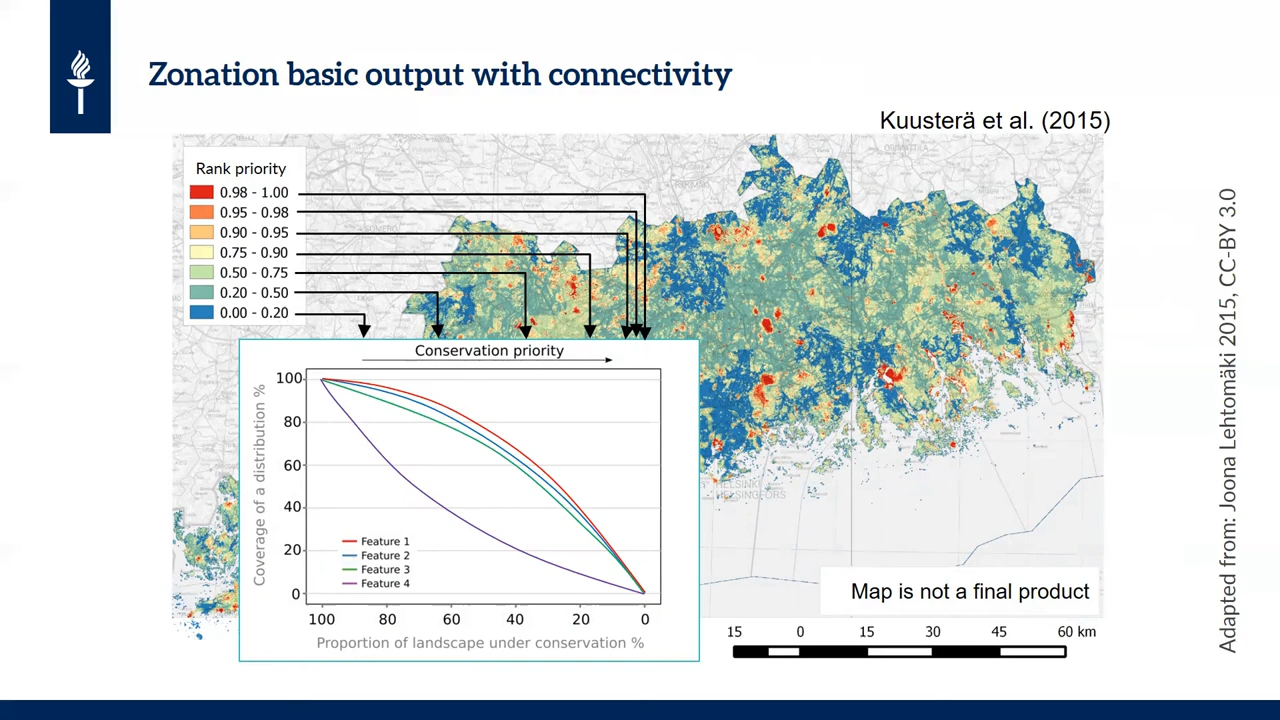 Zonation basic output with connectivity
Kuusterä et al. (2015)
Rank priority
0.98 - 1.00
0.95 - 0.98
0.90 - 0.95
0.75 - 0.90
0.50 - 0.75
0.20 - 0.50
0.00 - 0.20
Conservation priority
Coverage of a distribution %
100
80
60
40
20
0
Feature 1
Feature 2
Feature 3
Feature 4
100 80 60 40 20 0
Proportion of landscape under conservation %
HELSINKI
HELSINGFORS
Map is not a final product
15 0 15 30 45 60 km
Adapted from: Joona Lehtomäki 2015, CC-BY 3.0